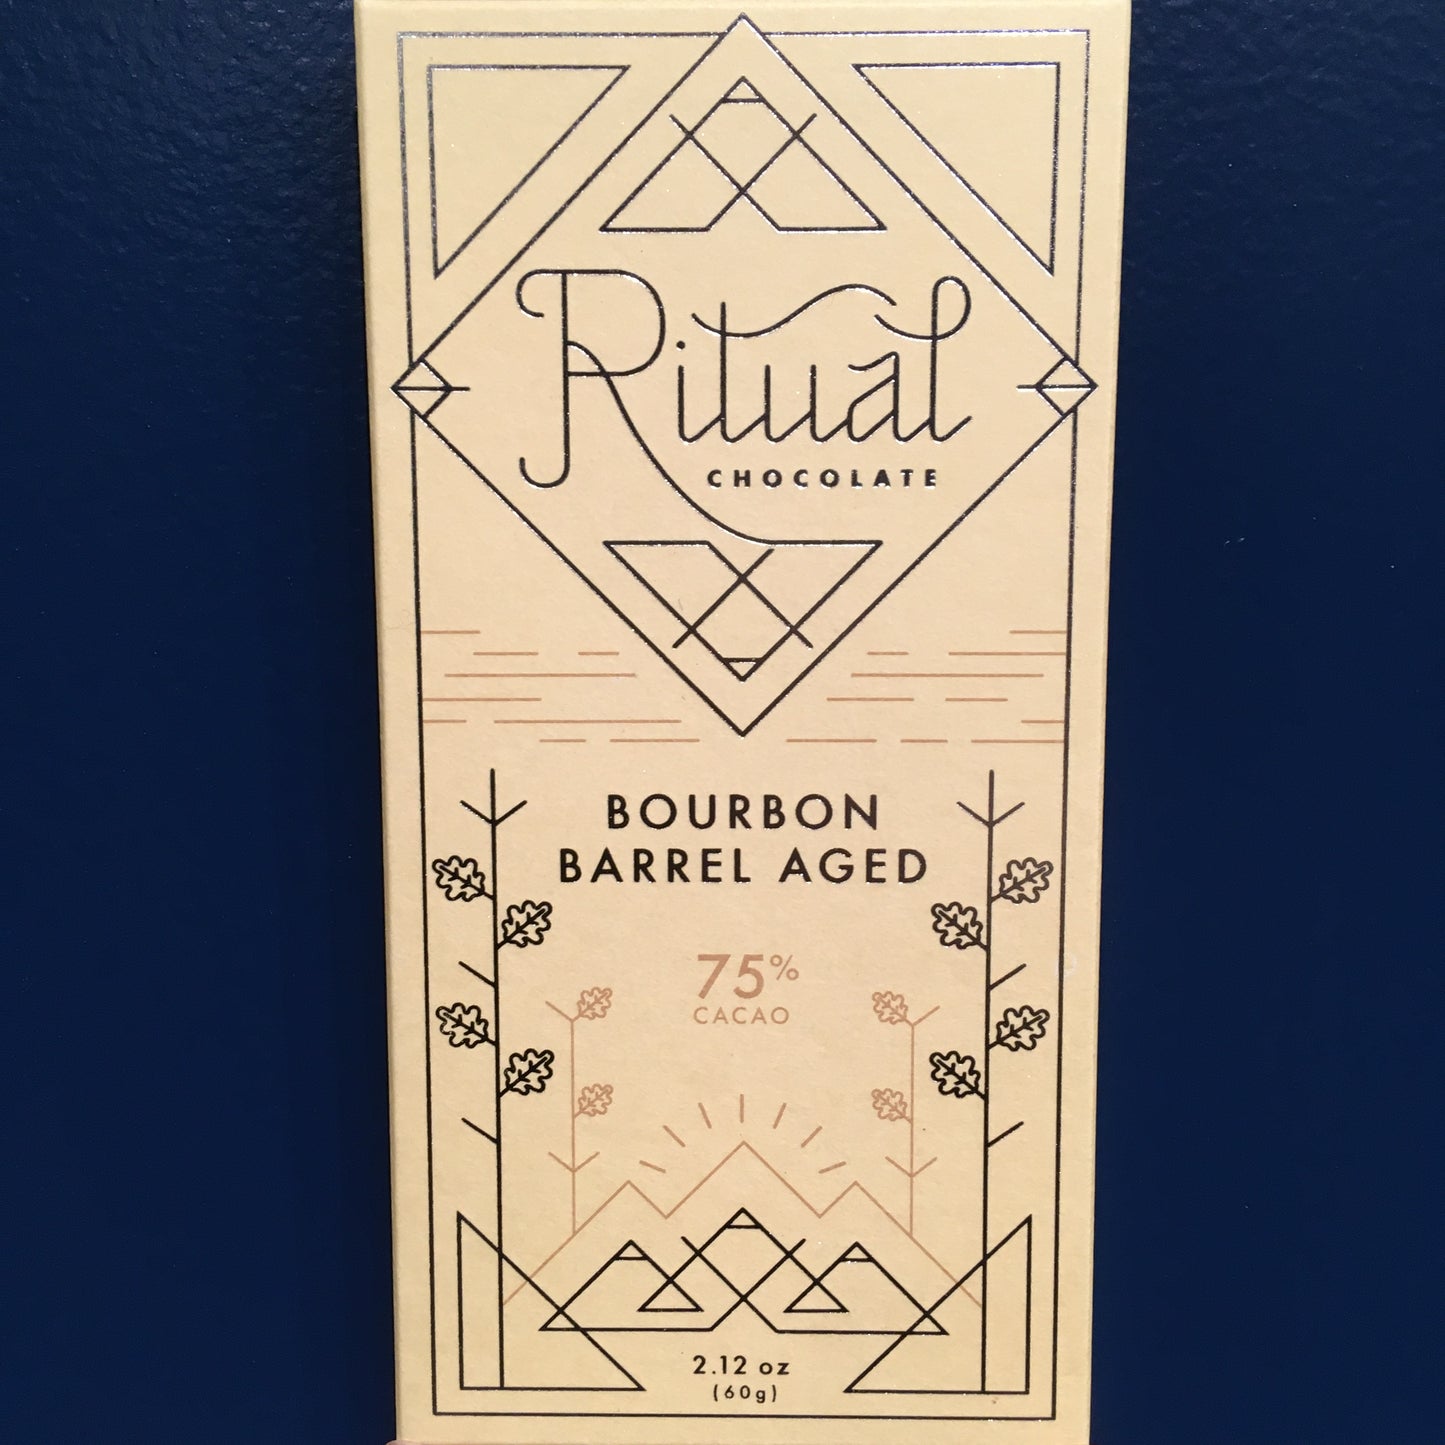 Ritual
CHOCOLATE
BOURBON
BARREL AGED
75%
CACAO
2.12 oz
(60g)